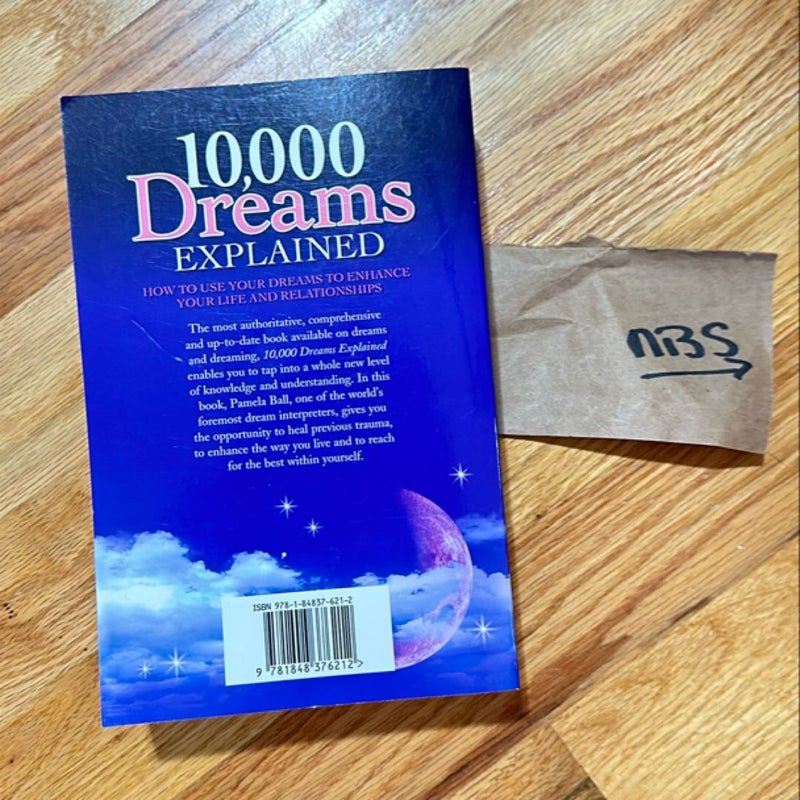 10,000
Dreams
EXPLAINED
HOW TO USE YOUR DREAMS TO ENHANCE
YOUR LIFE AND RELATIONSHIPS
The most authoritative, comprehensive
and up-to-date book available on dreams
and dreaming, 10,000 Dreams Explained
enables you to tap into a whole new level
of knowledge and understanding. In this
book, Pamela Ball, one of the world's
foremost dream interpreters, gives you
the opportunity to heal previous trauma,
to enhance the way you live and to reach
for the best within yourself.
ISBN 978-1-84837-621-2
9 781848 376212 >
nBS